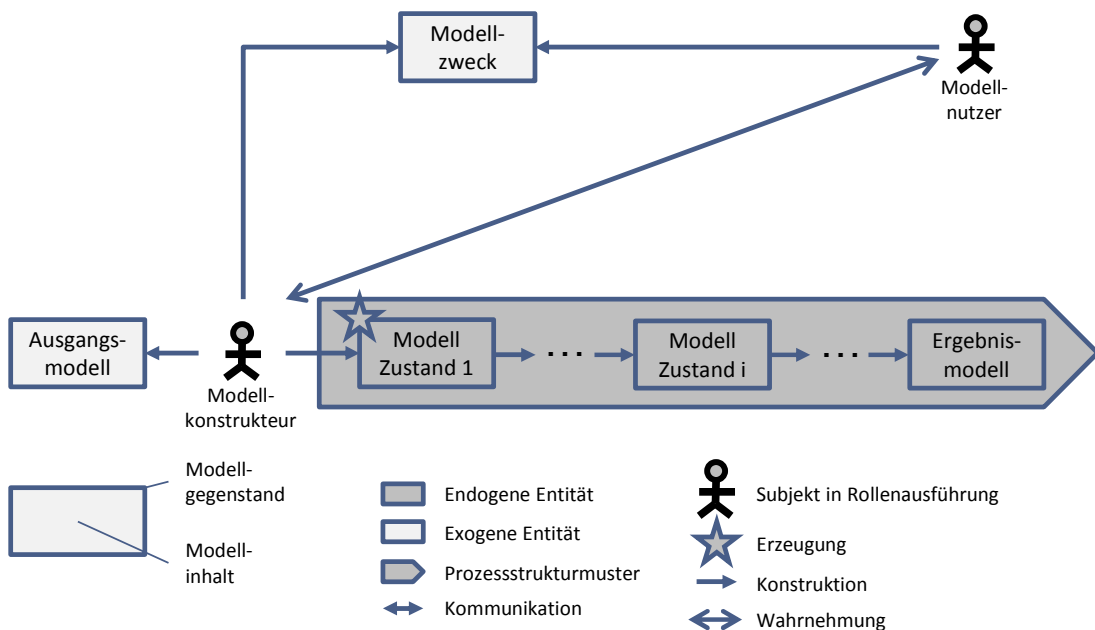 Modell-
zweck
Modell-
nutzer
Ausgangs-
modell
Modell-
konstrukteur
Modell
Zustand 1
...
Modell
Zustand i
...
Ergebnis-
modell
Modell-
gegenstand
Modell-
inhalt
Endogene Entität
Exogene Entität
Prozessstrukturmuster
Kommunikation
Subjekt in Rollenausführung
Erzeugung
Konstruktion
Wahrnehmung